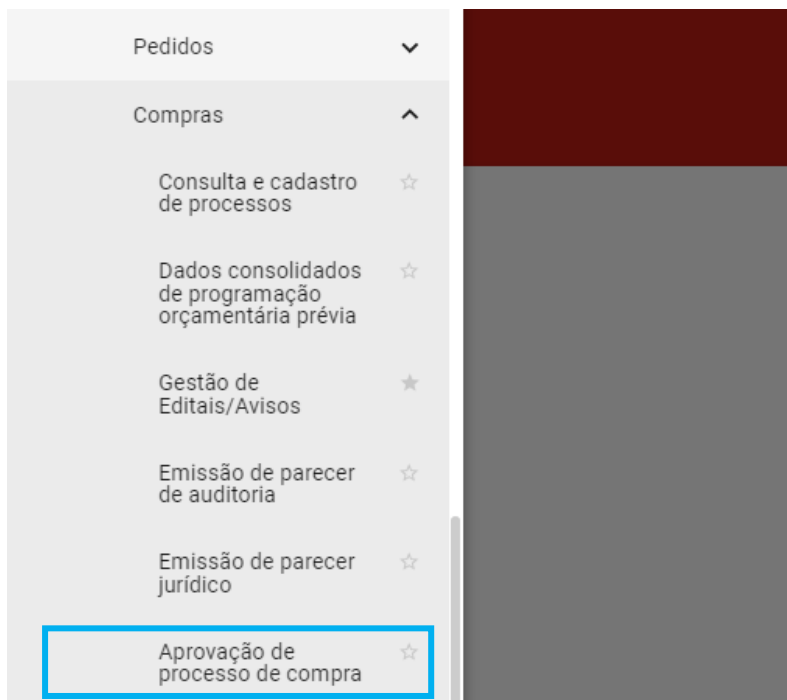 Pedidos
Compras
Consulta e cadastro
de processos
Dados consolidados
de programação
orçamentária prévia
Gestão de
Editais/Avisos
Emissão de parecer
de auditoria
Emissão de parecer
jurídico
Aprovação de
processo de compra